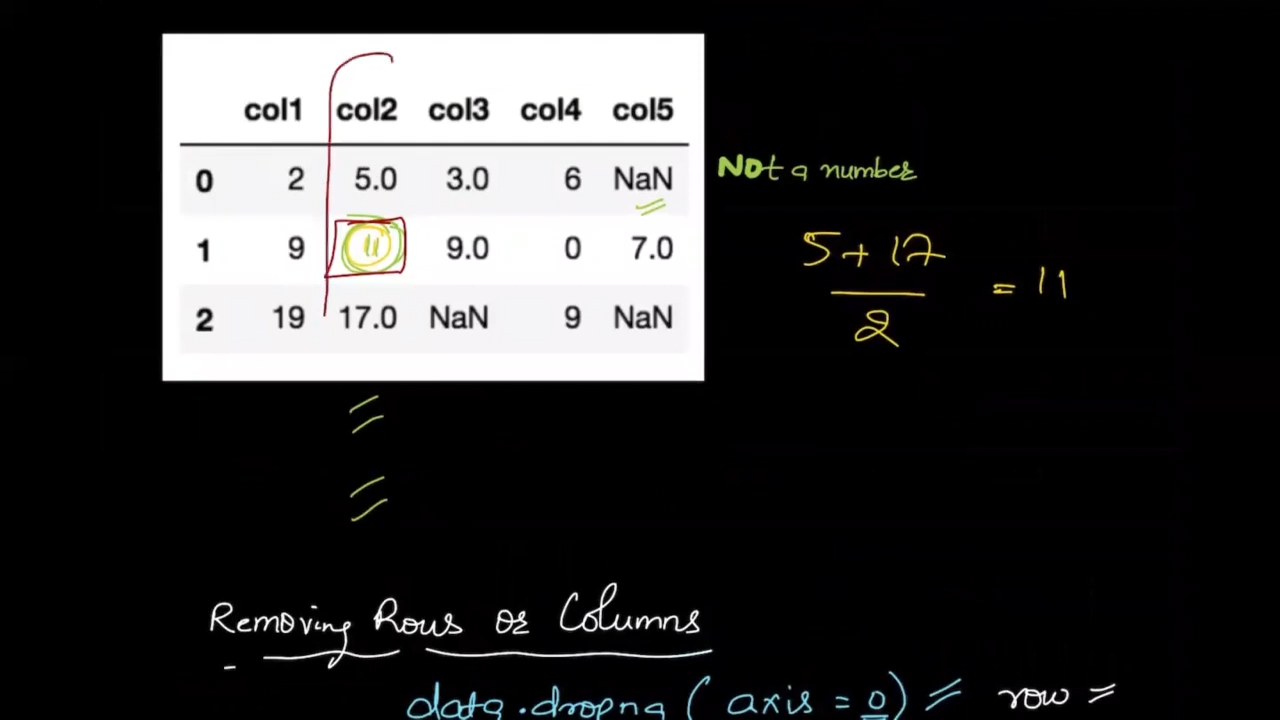 col1 col2 col3 col4 col5
0 2 5.0 3.0 6 NaN
Not a number
1 9 11 9.0 0 7.0
5 + 17
2
= 11
2 19 17.0 NaN 9 NaN
Removing Rows or Columns
data.dropna ( axis = 0 ) row =